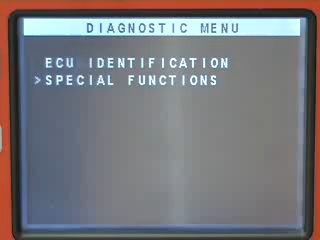 DIAGNOSTIC MENU
ECU IDENTIFICATION
>SPECIAL FUNCTIONS